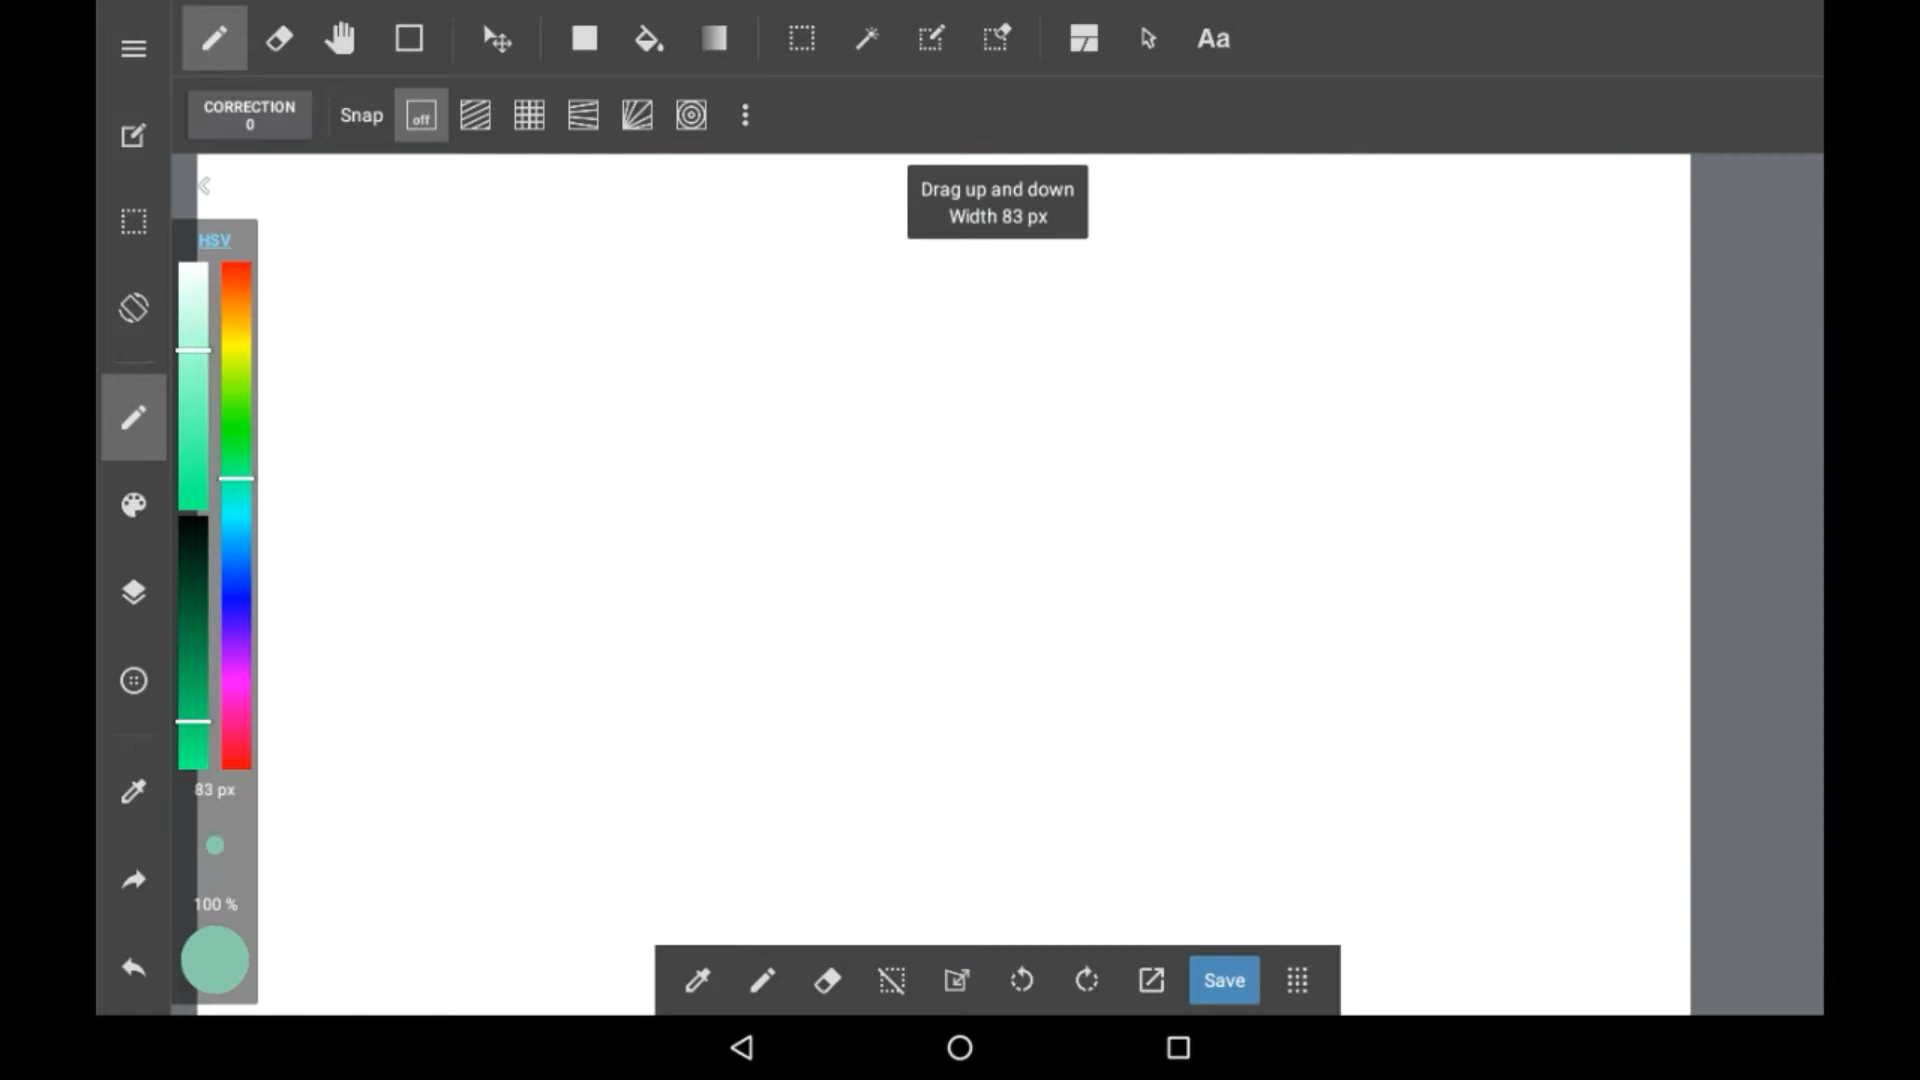 Aa
CORRECTION
0
Snap
off
Drag up and down
Width 83 px
HSV
83 px
100 %
Save